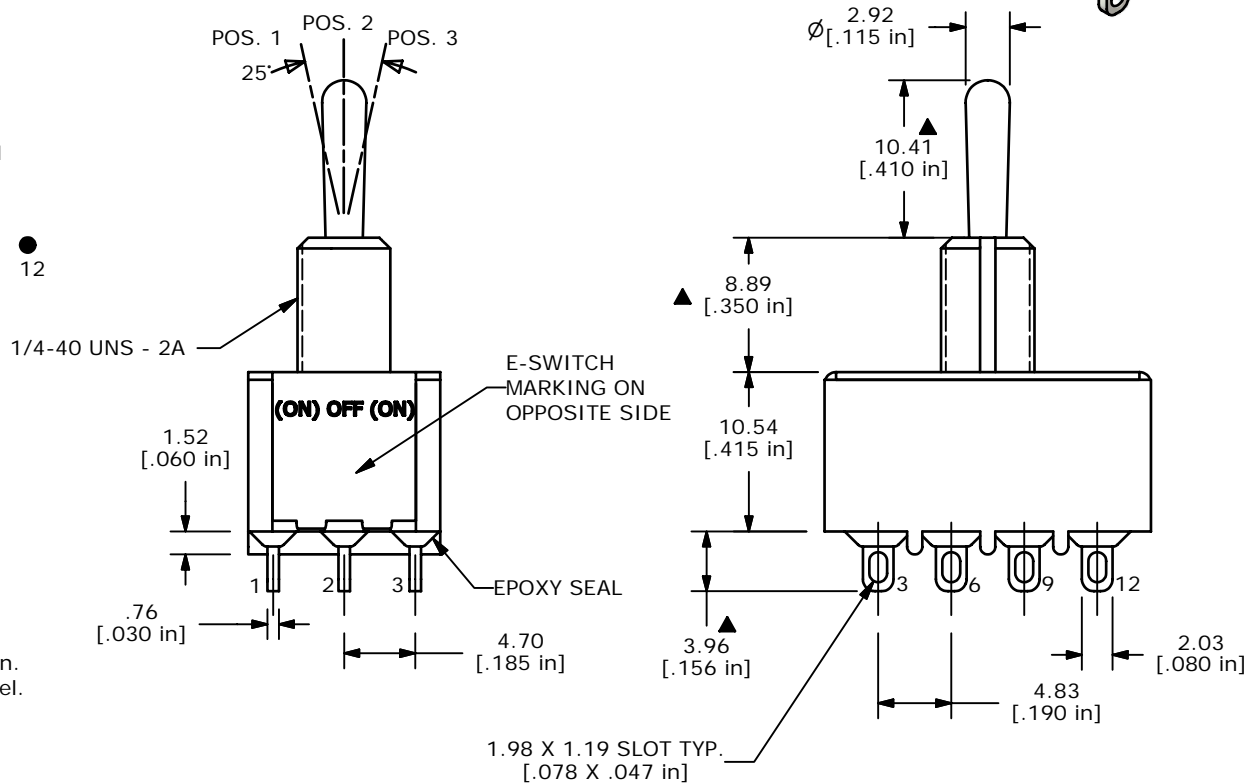 POS. 1
POS. 2
POS. 3
25°
12
1/4-40 UNS - 2A
(ON) OFF (ON)
E-SWITCH
MARKING ON
OPPOSITE SIDE
1.52
[.060 in]
1
2
3
EPOXY SEAL
.76
[.030 in]
4.70
[.185 in]
n.
el.
2.92
Ø[.115 in]
10.41
[.410 in]
8.89
[.350 in]
10.54
[.415 in]
3
6
9
12
3.96
[.156 in]
2.03
[.080 in]
4.83
[.190 in]
1.98 X 1.19 SLOT TYP.
[.078 X .047 in]